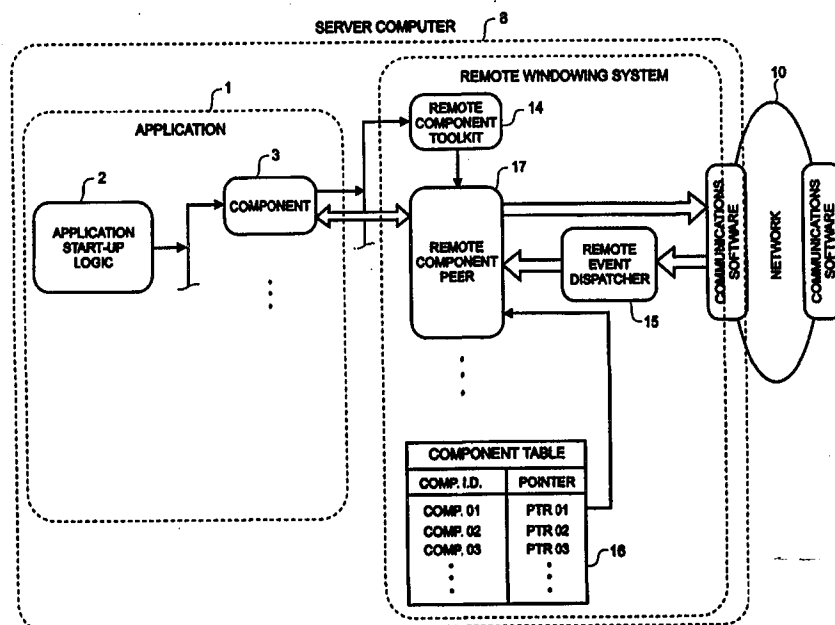 SERVER COMPUTER
8
REMOTE WINDOWING SYSTEM
10
1
APPLICATION
REMOTE
COMPONENT
TOOLKIT
14
2
APPLICATION
START-UP
LOGIC
3
COMPONENT
17
REMOTE
COMPONENT
PEER
REMOTE
EVENT
DISPATCHER
15
COMMUNICATIONS
SOFTWARE
NETWORK
COMMUNICATIONS
SOFTWARE
COMPONENT TABLE
COMP. I.D. POINTER
COMP. 01 PTR 01
COMP. 02 PTR 02
COMP. 03 PTR 03
16